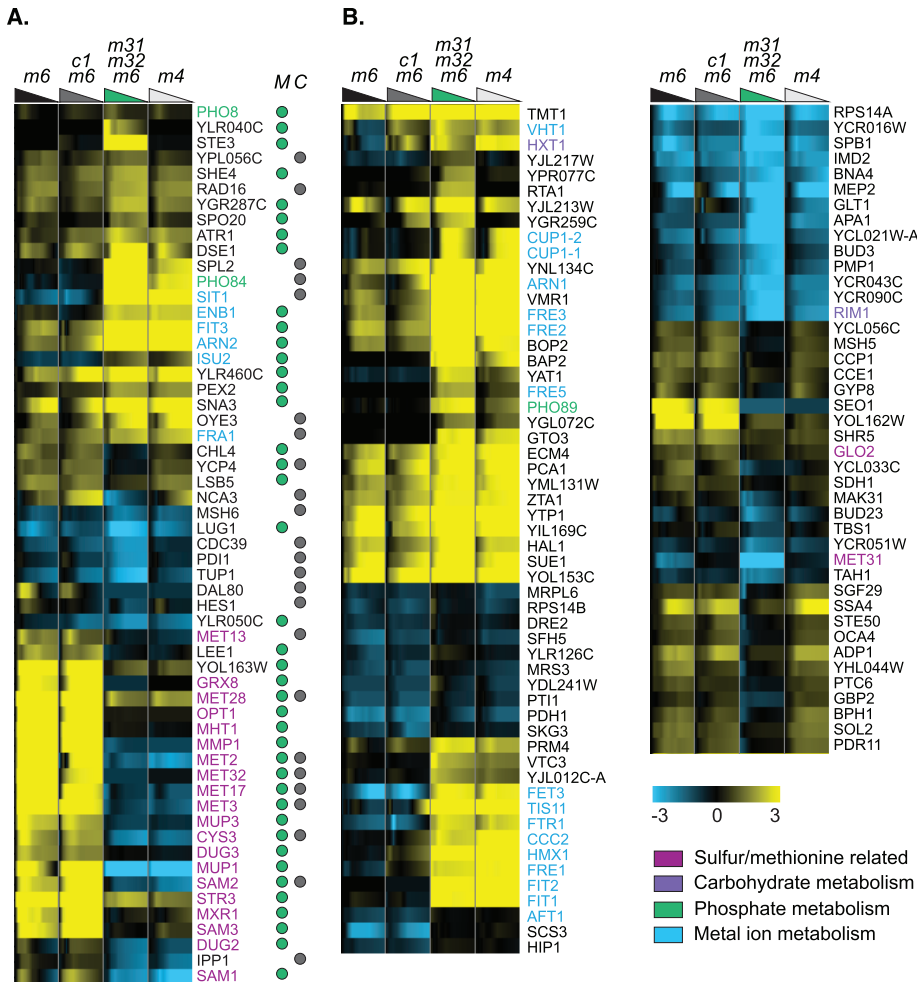 A.
m6
c1
m6
m31
m32
m6
m4
M C
PHO8
YLR040C
STE3
YPL056C
SHE4
RAD16
YGR287C
SPO20
ATR1
DSE1
SPL2
PHO84
SIT1
ENB1
FIT3
ARN2
ISU2
YLR460C
PEX2
SNA3
OYE3
FRA1
CHL4
YCP4
LSB5
NCA3
MSH6
LUG1
CDC39
PDI1
TUP1
DAL80
HES1
YLR050C
MET13
LEE1
YOL163W
GRX8
MET28
OPT1
MHT1
MMP1
MET2
MET32
MET17
MET3
MUP3
CYS3
DUG3
MUP1
SAM2
STR3
MXR1
SAM3
DUG2
IPP1
SAM1
B.
m6
c1
m6
m31
m32
m6
m4
TMT1
VHT1
HXT1
YJL217W
YPR077C
RTA1
YJL213W
YGR259C
CUP1-2
CUP1-1
YNL134C
ARN1
VMR1
FRE3
FRE2
BOP2
BAP2
YAT1
FRE5
PHO89
YGL072C
GTO3
ECM4
PCA1
YML131W
ZTA1
YTP1
YIL169C
HAL1
SUE1
YOL153C
MRPL6
RPS14B
DRE2
SFH5
YLR126C
MRS3
YDL241W
PTI1
PDH1
SKG3
PRM4
VTC3
YJL012C-A
FET3
TIS11
FTR1
CCC2
HMX1
FRE1
FIT2
FIT1
AFT1
SCS3
HIP1
m6
c1
m6
m31
m32
m6
m4
RPS14A
YCR016W
SPB1
IMD2
BNA4
MEP2
GLT1
APA1
YCL021W-A
BUD3
PMP1
YCR043C
YCR090C
RIM1
YCL056C
MSH5
CCP1
CCE1
GYP8
SEO1
YOL162W
SHR5
GLO2
YCL033C
SDH1
MAK31
BUD23
TBS1
YCR051W
MET31
TAH1
SGF29
SSA4
STE50
OCA4
ADP1
YHL044W
PTC6
GBP2
BPH1
SOL2
PDR11
-3 0 3
Sulfur/methionine related
Carbohydrate metabolism
Phosphate metabolism
Metal ion metabolism